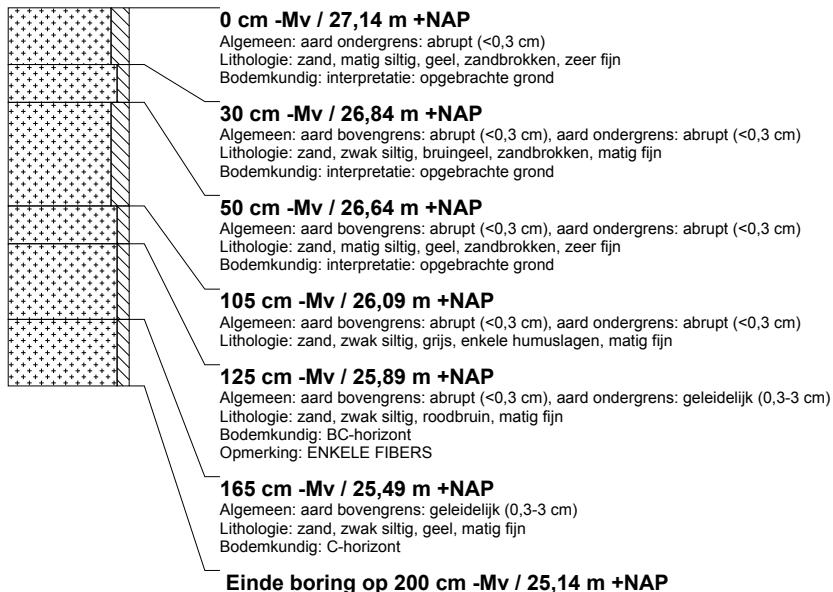 0 cm -Mv / 27,14 m +NAP
Algemeen: aard ondergrens: abrupt (<0,3 cm)
Lithologie: zand, matig siltig, geel, zandbrokken, zeer fijn
Bodemkundig: interpretatie: opgebrachte grond
30 cm -Mv / 26,84 m +NAP
Algemeen: aard bovengrens: abrupt (<0,3 cm), aard ondergrens: abrupt (<0,3 cm)
Lithologie: zand, zwak siltig, bruingeel, zandbrokken, matig fijn
Bodemkundig: interpretatie: opgebrachte grond
50 cm -Mv / 26,64 m +NAP
Algemeen: aard bovengrens: abrupt (<0,3 cm), aard ondergrens: abrupt (<0,3 cm)
Lithologie: zand, matig siltig, geel, zandbrokken, zeer fijn
Bodemkundig: interpretatie: opgebrachte grond
105 cm -Mv / 26,09 m +NAP
Algemeen: aard bovengrens: abrupt (<0,3 cm), aard ondergrens: abrupt (<0,3 cm)
Lithologie: zand, zwak siltig, grijs, enkele humuslagen, matig fijn
125 cm -Mv / 25,89 m +NAP
Algemeen: aard bovengrens: abrupt (<0,3 cm), aard ondergrens: geleidelijk (0,3-3 cm)
Lithologie: zand, zwak siltig, roodbruin, matig fijn
Bodemkundig: BC-horizont
Opmerking: ENKELE FIBERS
165 cm -Mv / 25,49 m +NAP
Algemeen: aard bovengrens: geleidelijk (0,3-3 cm)
Lithologie: zand, zwak siltig, geel, matig fijn
Bodemkundig: C-horizont
Einde boring op 200 cm -Mv / 25,14 m +NAP